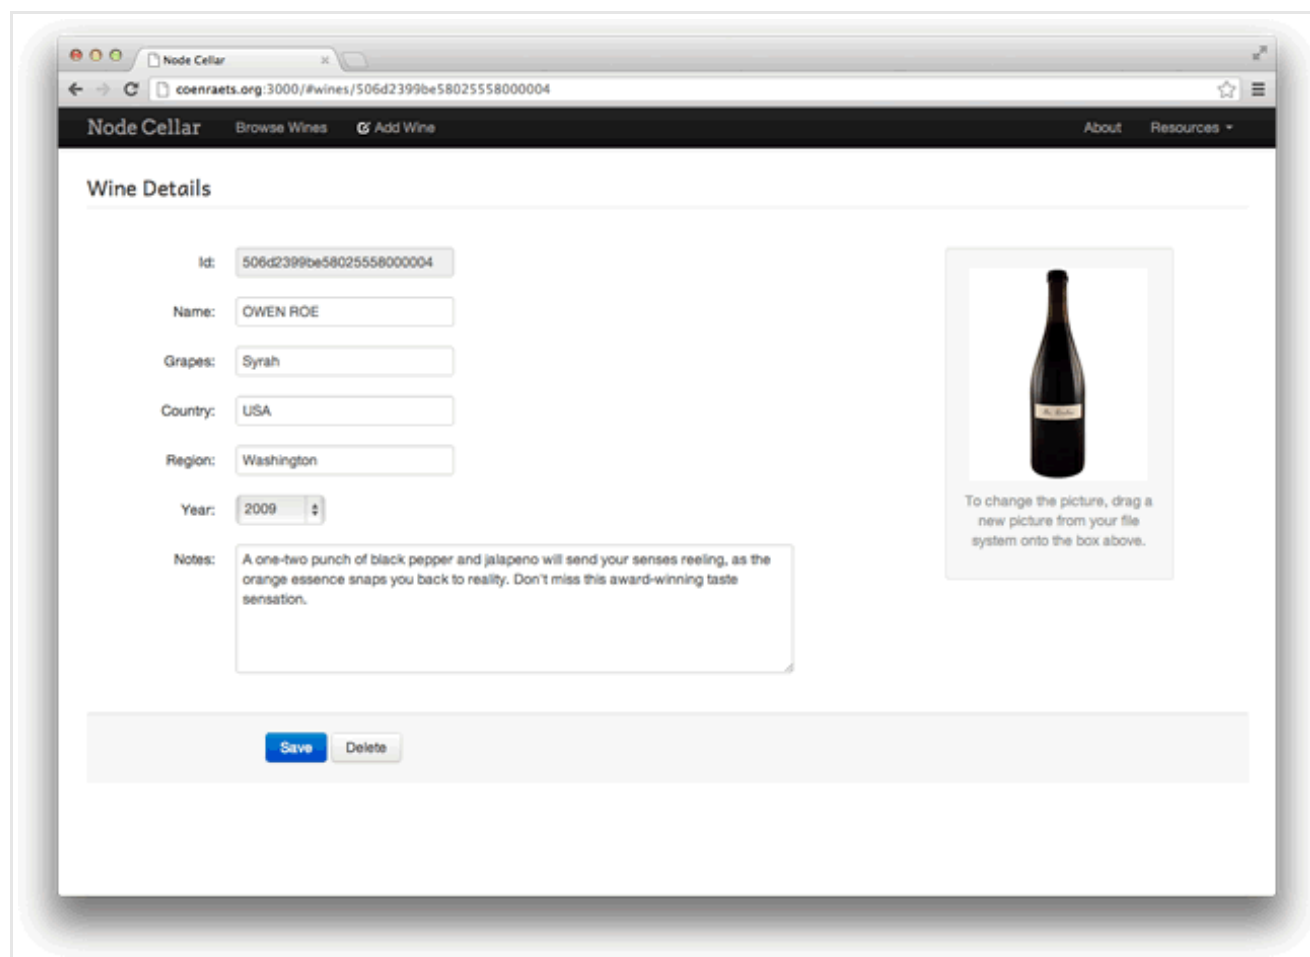 Node Cellar
coenraets.org:3000/#wines/506d2399be58025558000004
Node Cellar Browse Wines Add Wine About Resources
Wine Details
Id: 506d2399be58025558000004
Name: OWEN ROE
Grapes: Syrah
Country: USA
Region: Washington
Year: 2009
Notes: A one-two punch of black pepper and jalapeno will send your senses reeling, as the
orange essence snaps you back to reality. Don't miss this award-winning taste
sensation.
To change the picture, drag a
new picture from your file
system onto the box above.
Save Delete